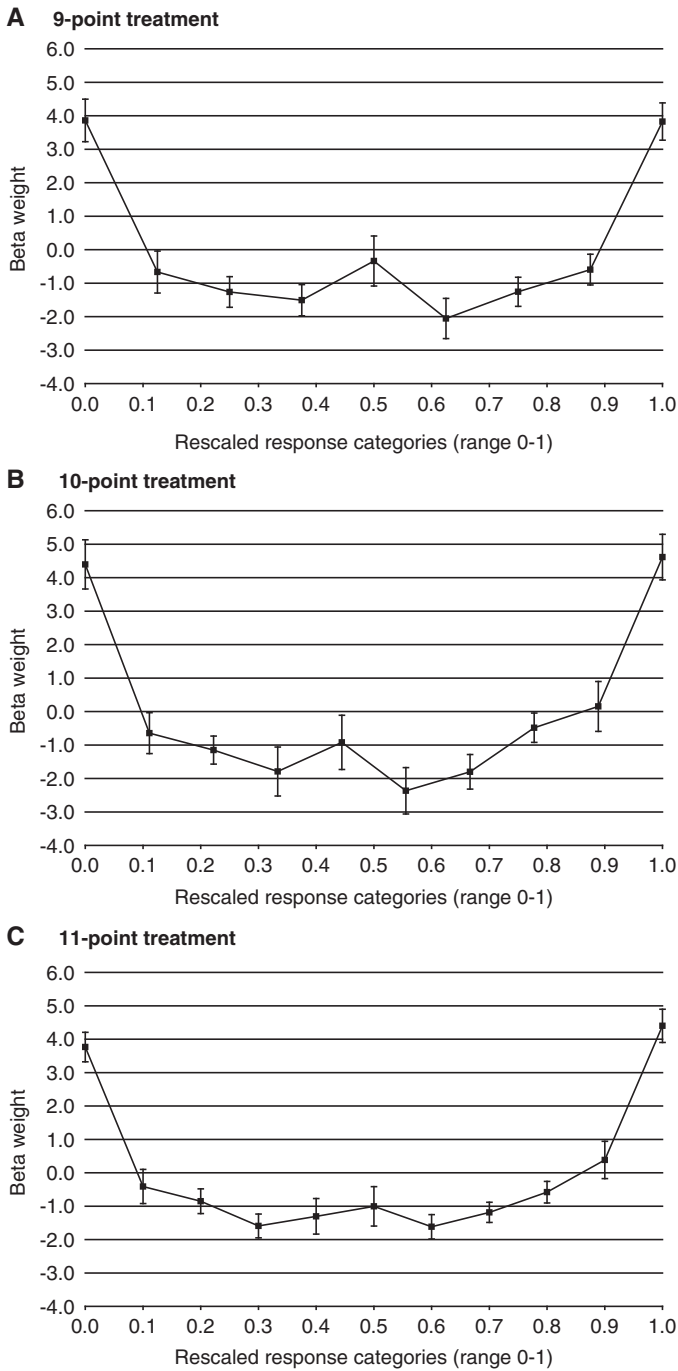 A 9-point treatment
6.0
5.0
4.0
3.0
2.0
1.0
0.0
-1.0
-2.0
-3.0
-4.0
Beta weight
0.0 0.1 0.2 0.3 0.4 0.5 0.6 0.7 0.8 0.9 1.0
Rescaled response categories (range 0-1)
B 10-point treatment
6.0
5.0
4.0
3.0
2.0
1.0
0.0
-1.0
-2.0
-3.0
-4.0
Beta weight
0.0 0.1 0.2 0.3 0.4 0.5 0.6 0.7 0.8 0.9 1.0
Rescaled response categories (range 0-1)
C 11-point treatment
6.0
5.0
4.0
3.0
2.0
1.0
0.0
-1.0
-2.0
-3.0
-4.0
Beta weight
0.0 0.1 0.2 0.3 0.4 0.5 0.6 0.7 0.8 0.9 1.0
Rescaled response categories (range 0-1)